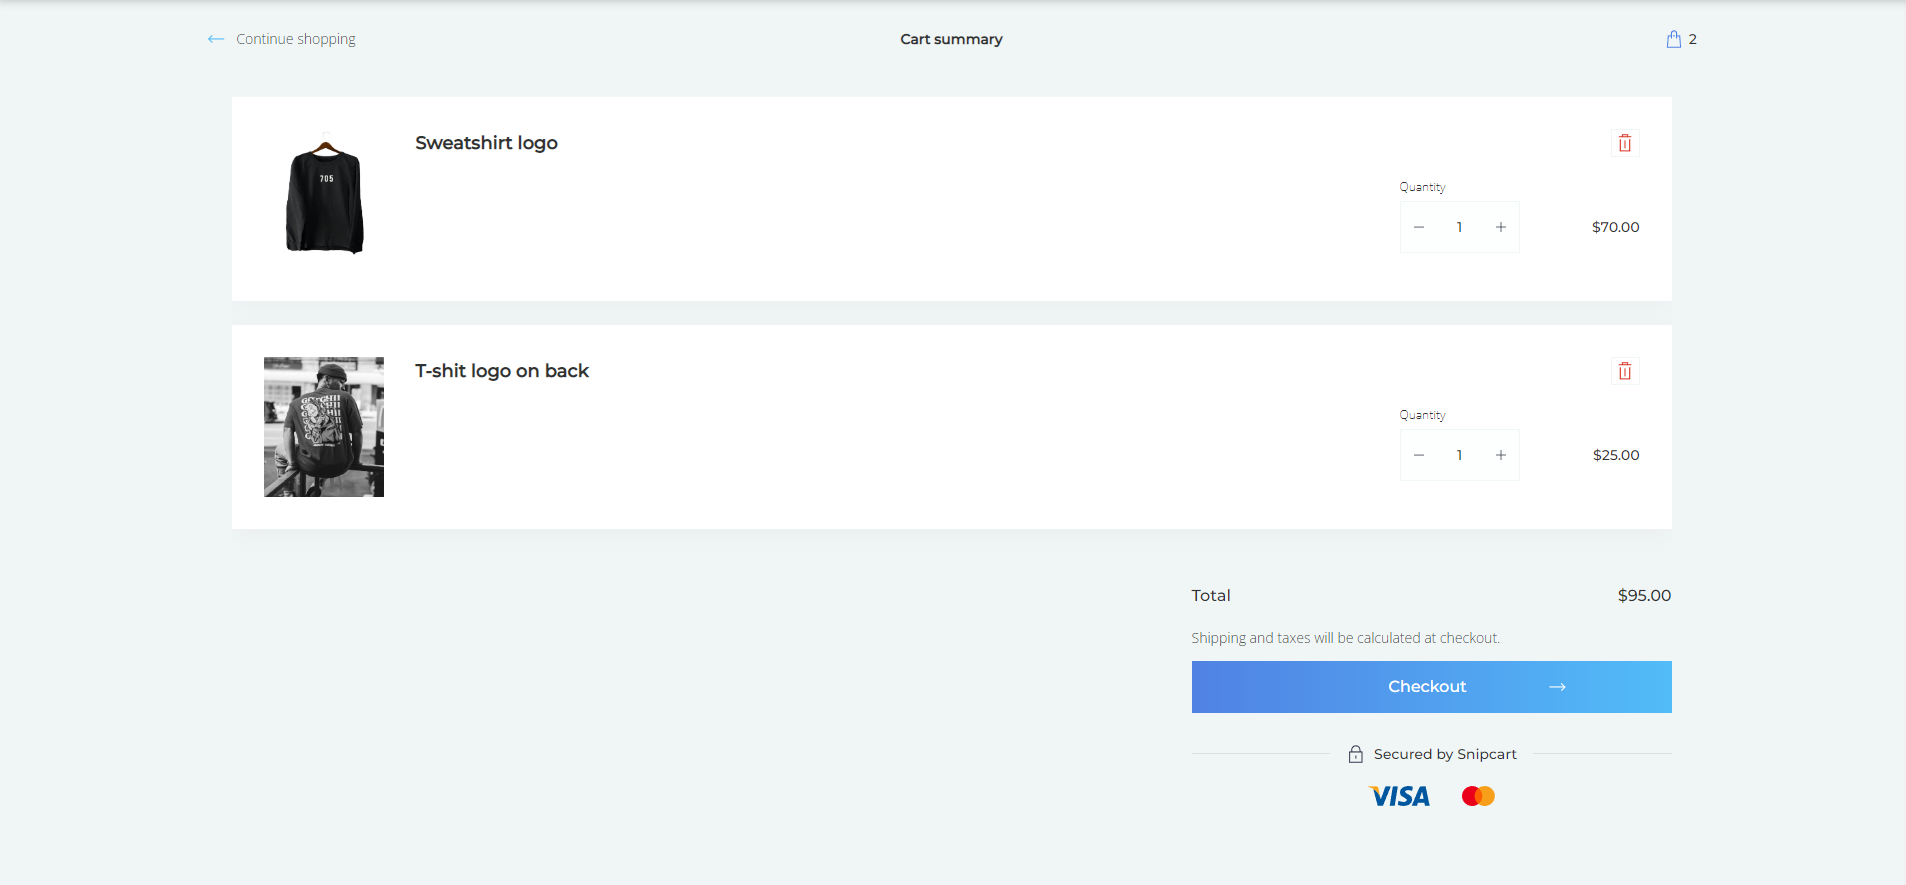 Continue shopping
Cart summary
2
Sweatshirt logo
705
Quantity
1
$70.00
T-shit logo on back
Quantity
1
$25.00
Total
$95.00
Shipping and taxes will be calculated at checkout.
Checkout
Secured by Snipcart
VISA